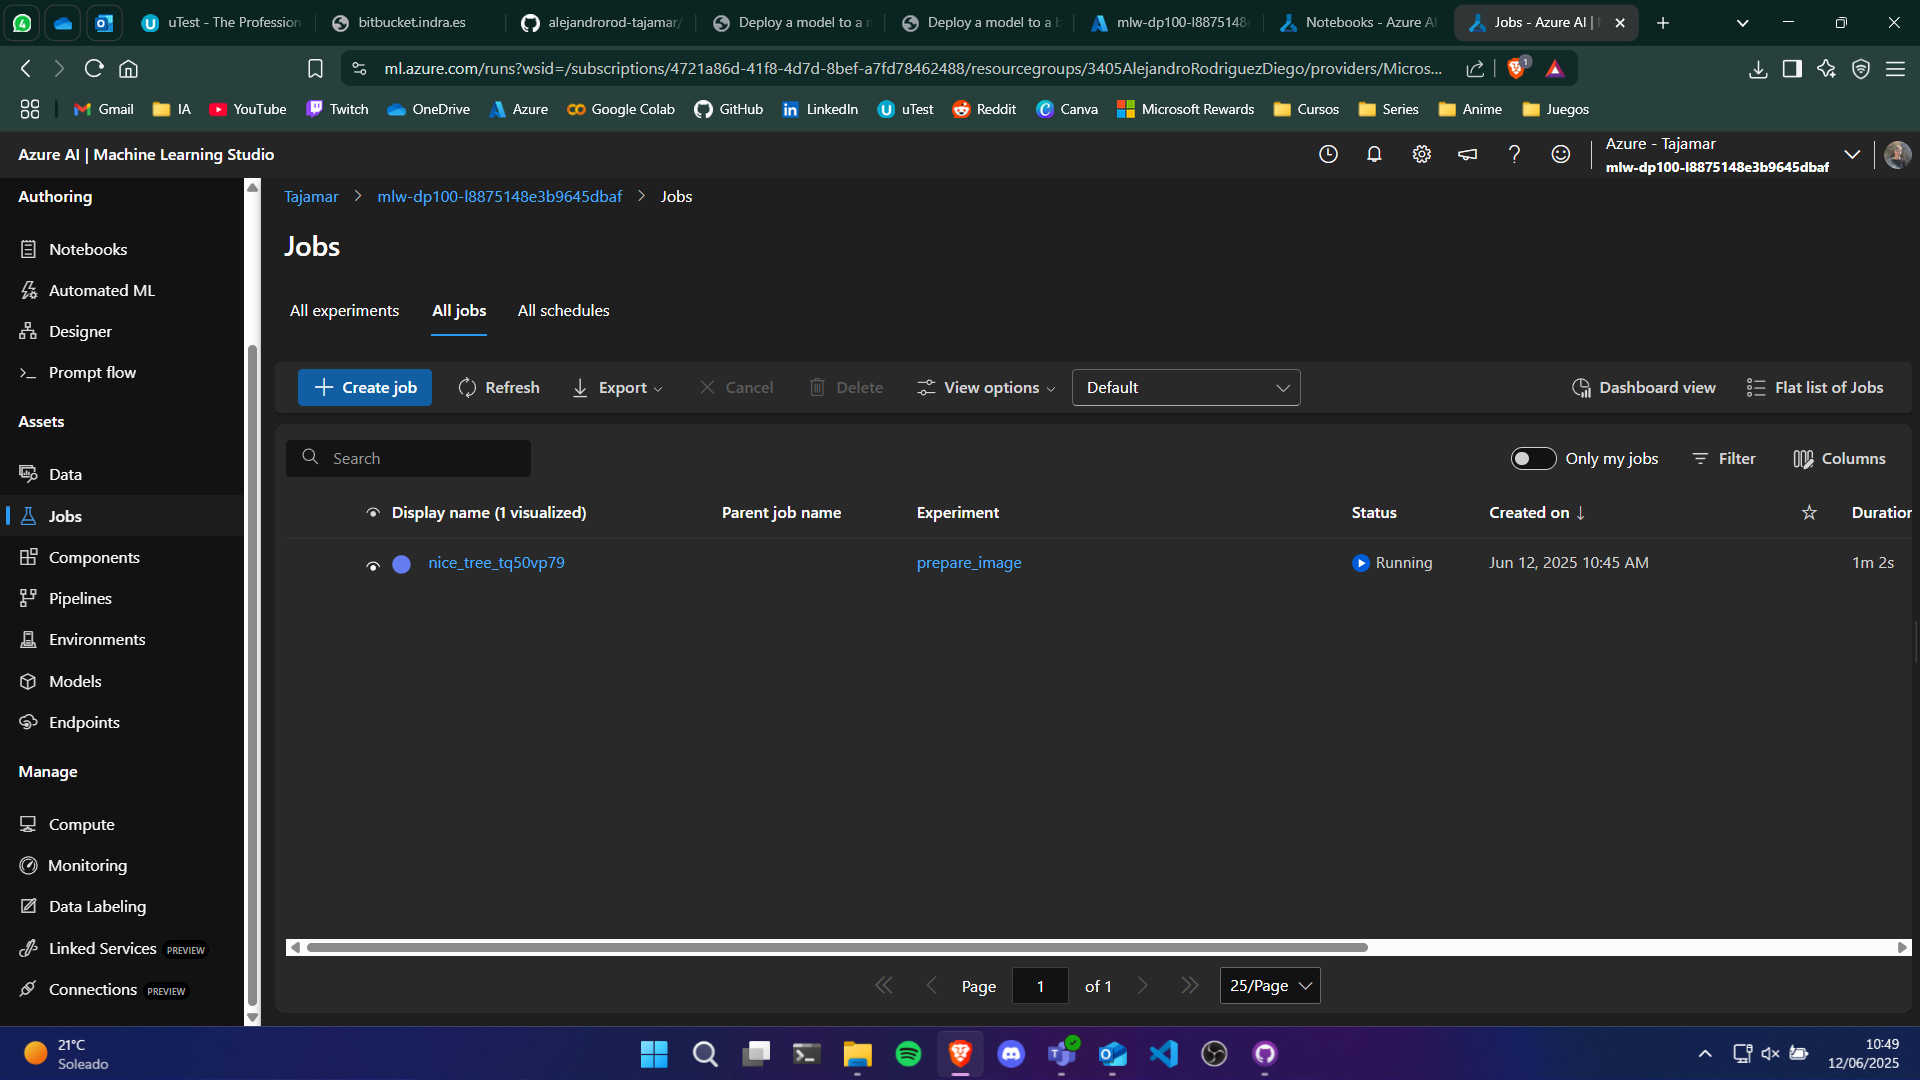 uTest - The Profession
bitbucket.indra.es
alejandrorod-tajamar/
Deploy a model to a m
Deploy a model to a b
mlw-dp100-l8875148
Notebooks - Azure AI
Jobs - Azure AI |
ml.azure.com/runs?wsid=/subscriptions/4721a86d-41f8-4d7d-8bef-a7fd78462488/resourcegroups/3405AlejandroRodriguezDiego/providers/Micros...
1
Gmail
IA
YouTube
Twitch
OneDrive
Azure
Google Colab
GitHub
LinkedIn
uTest
Reddit
Canva
Microsoft Rewards
Cursos
Series
Anime
Juegos
Azure AI | Machine Learning Studio
Azure - Tajamar
mlw-dp100-l8875148e3b9645dbaf
Authoring
Notebooks
Automated ML
Designer
Prompt flow
Assets
Data
Jobs
Components
Pipelines
Environments
Models
Endpoints
Manage
Compute
Monitoring
Data Labeling
Linked Services PREVIEW
Connections PREVIEW
Tajamar > mlw-dp100-l8875148e3b9645dbaf > Jobs
Jobs
All experiments
All jobs
All schedules
Create job
Refresh
Export
Cancel
Delete
View options
Default
Dashboard view
Flat list of Jobs
Search
Only my jobs
Filter
Columns
Display name (1 visualized)
Parent job name
Experiment
Status
Created on
Duration
nice_tree_tq50vp79
prepare_image
Running
Jun 12, 2025 10:45 AM
1m 2s
Page
1
of 1
25/Page
21°C
Soleado
10:49
12/06/2025